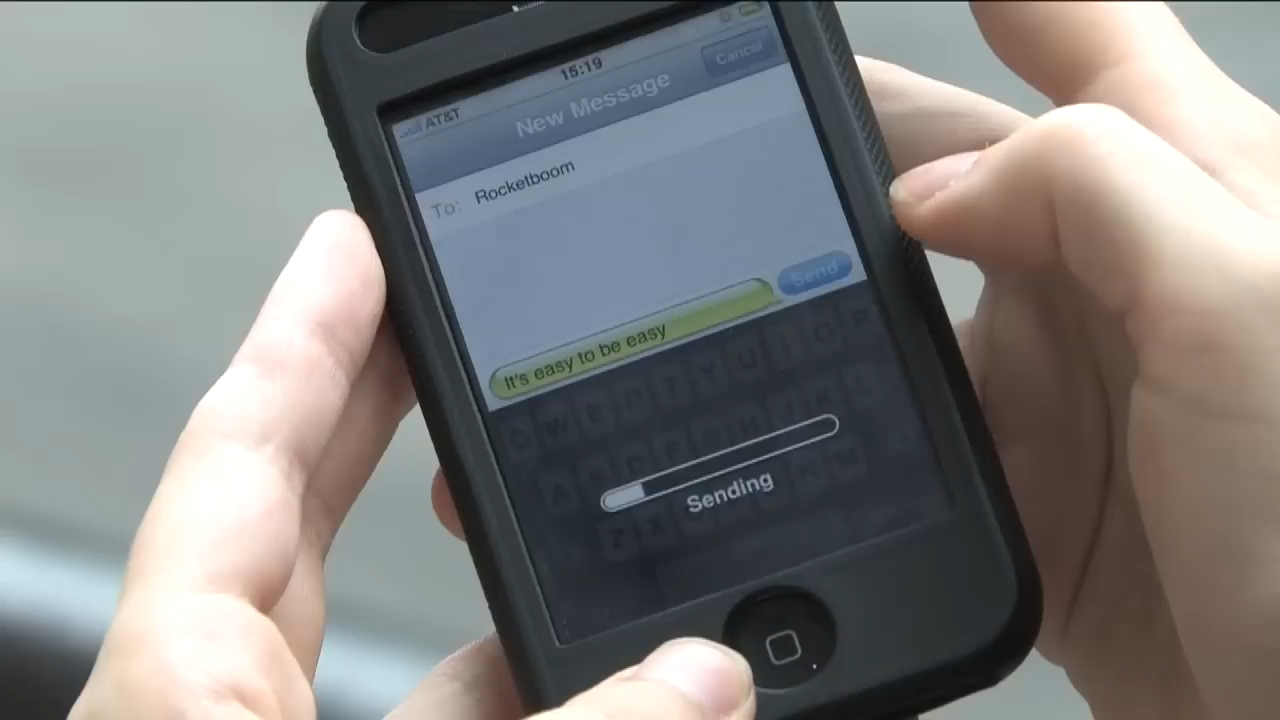 AT&T 15:19
New Message Cancel
To: Rocketboom
It's easy to be easy Send
Q W E R T Y U I O P
A S D F G H J K L
Z X C V B N M
Sending